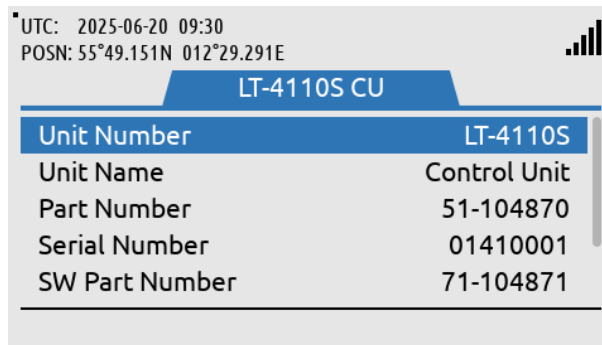 UTC: 2025-06-20 09:30
POSN: 55°49.151N 012°29.291E
LT-4110S CU
Unit Number LT-4110S
Unit Name Control Unit
Part Number 51-104870
Serial Number 01410001
SW Part Number 71-104871